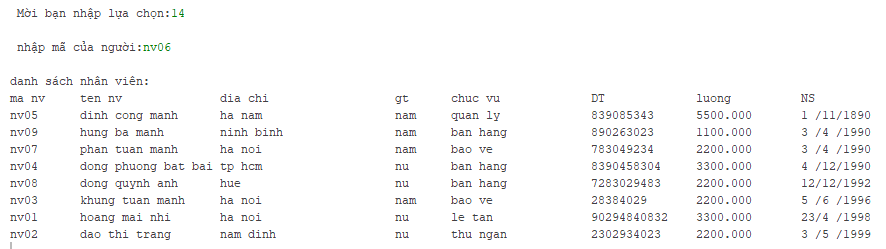 Mời bạn nhập lựa chọn:14
nhập mã của người:nv06
danh sách nhân viên:
ma nv ten nv dia chi gt chuc vu DT luong NS
nv05 dinh cong manh ha nam nam quan ly 839085343 5500.000 1 /11/1890
nv09 hung ba manh ninh binh nam ban hang 890263023 1100.000 3 /4 /1990
nv07 phan tuan manh ha noi nam bao ve 783049234 2200.000 3 /4 /1990
nv04 dong phuong bat bai tp hcm nu ban hang 8390458304 3300.000 4 /12/1990
nv08 dong quynh anh hue nu ban hang 7283029483 2200.000 12/12/1992
nv03 khung tuan manh ha noi nam bao ve 28384029 2200.000 5 /6 /1996
nv01 hoang mai nhi ha noi nu le tan 90294840832 3300.000 23/4 /1998
nv02 dao thi trang nam dinh nu thu ngan 2302934023 2200.000 3 /5 /1999